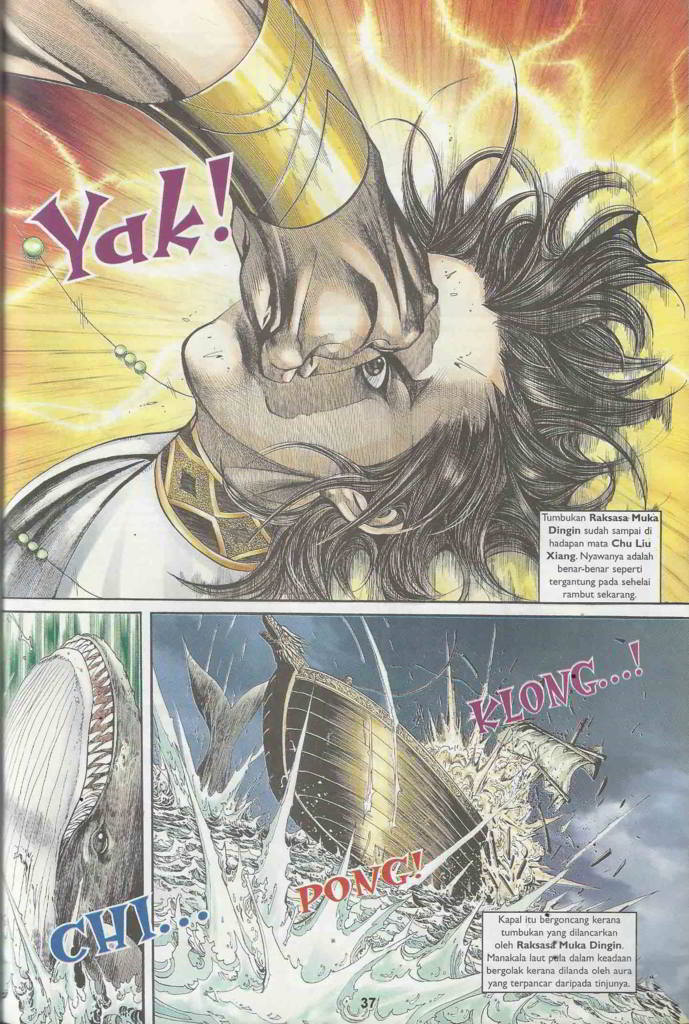 Yak!
Tumbukan Raksasa Muka
Dingin sudah sampai di
hadapan mata Chu Liu
Xiang. Nyawanya adalah
benar-benar seperti
tergantung pada sehelai
rambut sekarang.
KLONG...!
PONG!
CHI...
Kapal itu bergoncang kerana
tumbukan yang dilancarkan
oleh Raksasa Muka Dingin.
Manakala laut pula dalam keadaan
bergolak kerana dilanda oleh aura
yang terpancar daripada tinjunya.
37